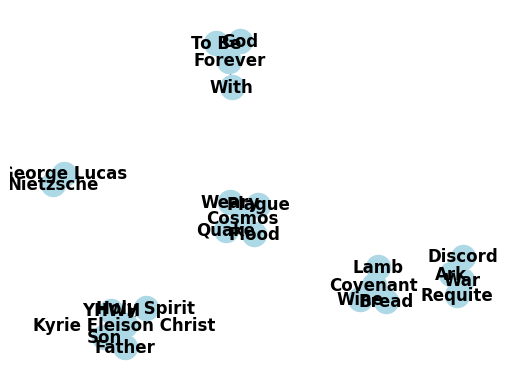 To Be
God
Forever
With
George Lucas
Nietzsche
Weary
Plague
Cosmos
Quake
Flood
Discord
Lamb
Ark
War
Covenant
Requite
Wine
Bread
YHWH
Holy Spirit
Kyrie Eleison Christ
Son
Father